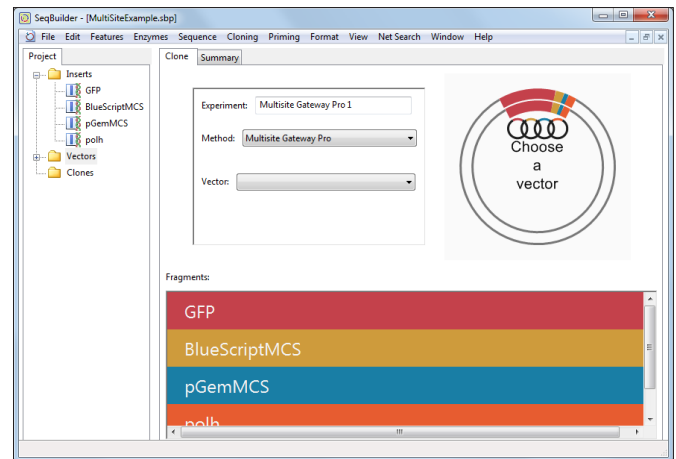 SeqBuilder - [MultiSiteExample.sbp]
File Edit Features Enzymes Sequence Cloning Priming Format View Net Search Window Help
Project
Inserts
GFP
BlueScriptMCS
pGemMCS
polh
Vectors
Clones
Clone Summary
Experiment: Multisite Gateway Pro 1
Method: Multisite Gateway Pro
Vector:
Choose
a
vector
Fragments:
GFP
BlueScriptMCS
pGemMCS
polh